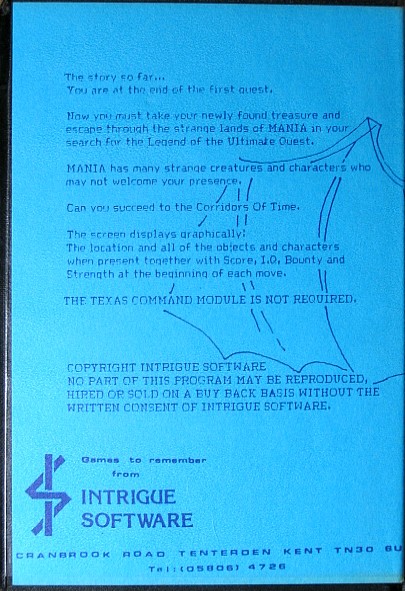 The story so far...
You are at the end of the first quest.
Now you must take your newly found treasure and
escape through the strange lands of MANIA in your
search for the Legend of the Ultimate Quest.
MANIA has many strange creatures and characters who
may not welcome your presence.
Can you succeed to the Corridors Of Time.
The screen displays graphically:
The location and all of the objects and characters
when present together with Score, I.Q, Bounty and
Strength at the beginning of each move.
THE TEXAS COMMAND MODULE IS NOT REQUIRED.
COPYRIGHT INTRIGUE SOFTWARE
NO PART OF THIS PROGRAM MAY BE REPRODUCED,
HIRED OR SOLD ON A BUY BACK BASIS WITHOUT THE
WRITTEN CONSENT OF INTRIGUE SOFTWARE.
Games to remember
from
INTRIGUE
SOFTWARE
CRANBROOK ROAD TENTERDEN KENT TN30 6U
Tel:(05806) 4726